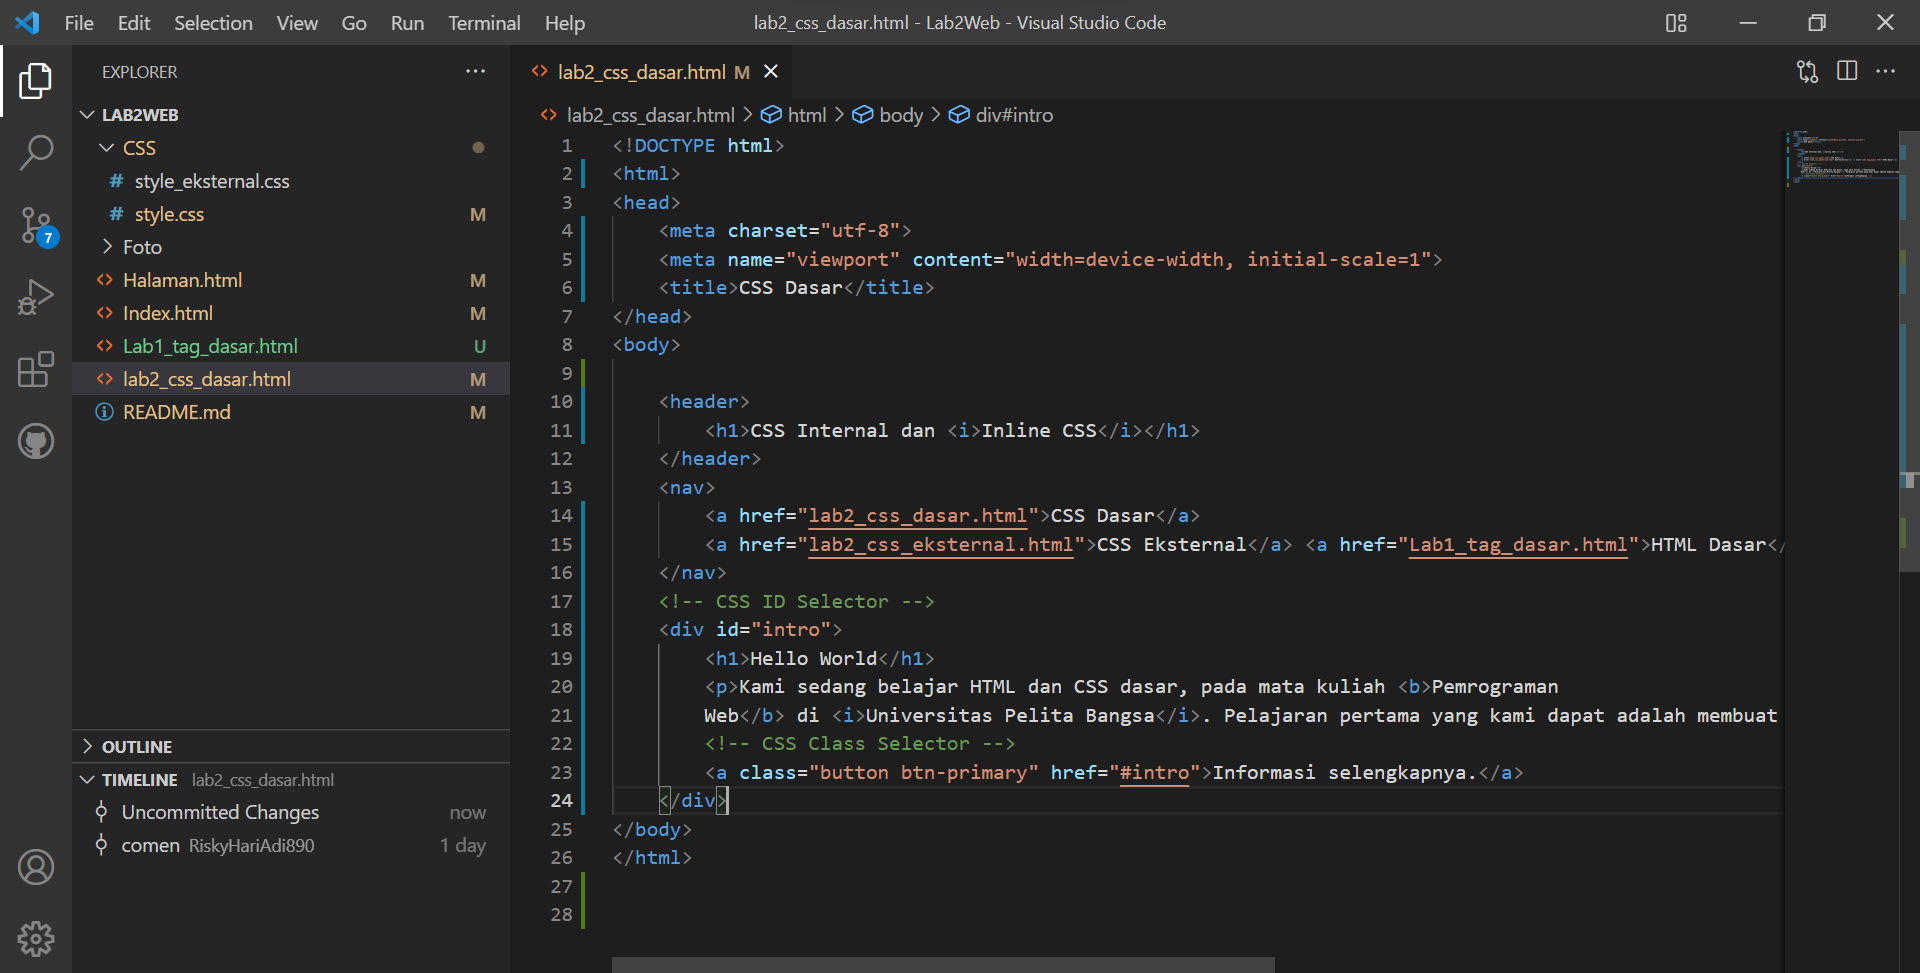 File Edit Selection View Go Run Terminal Help
lab2_css_dasar.html - Lab2Web - Visual Studio Code
EXPLORER
LAB2WEB
CSS
# style_eksternal.css
# style.css M
Foto
<> Halaman.html M
<> Index.html M
<> Lab1_tag_dasar.html U
<> lab2_css_dasar.html M
README.md M
OUTLINE
TIMELINE lab2_css_dasar.html
Uncommitted Changes now
comen RiskyHariAdi890 1 day
7
<> lab2_css_dasar.html M
<> lab2_css_dasar.html > html > body > div#intro
1 <!DOCTYPE html>
2 <html>
3 <head>
4 <meta charset="utf-8">
5 <meta name="viewport" content="width=device-width, initial-scale=1">
6 <title>CSS Dasar</title>
7 </head>
8 <body>
9
10 <header>
11 <h1>CSS Internal dan <i>Inline CSS</i></h1>
12 </header>
13 <nav>
14 <a href="lab2_css_dasar.html">CSS Dasar</a>
15 <a href="lab2_css_eksternal.html">CSS Eksternal</a> <a href="Lab1_tag_dasar.html">HTML Dasar</
16 </nav>
17 <!-- CSS ID Selector -->
18 <div id="intro">
19 <h1>Hello World</h1>
20 <p>Kami sedang belajar HTML dan CSS dasar, pada mata kuliah <b>Pemrograman
21 Web</b> di <i>Universitas Pelita Bangsa</i>. Pelajaran pertama yang kami dapat adalah membuat
22 <!-- CSS Class Selector -->
23 <a class="button btn-primary" href="#intro">Informasi selengkapnya.</a>
24 </div>
25 </body>
26 </html>
27
28